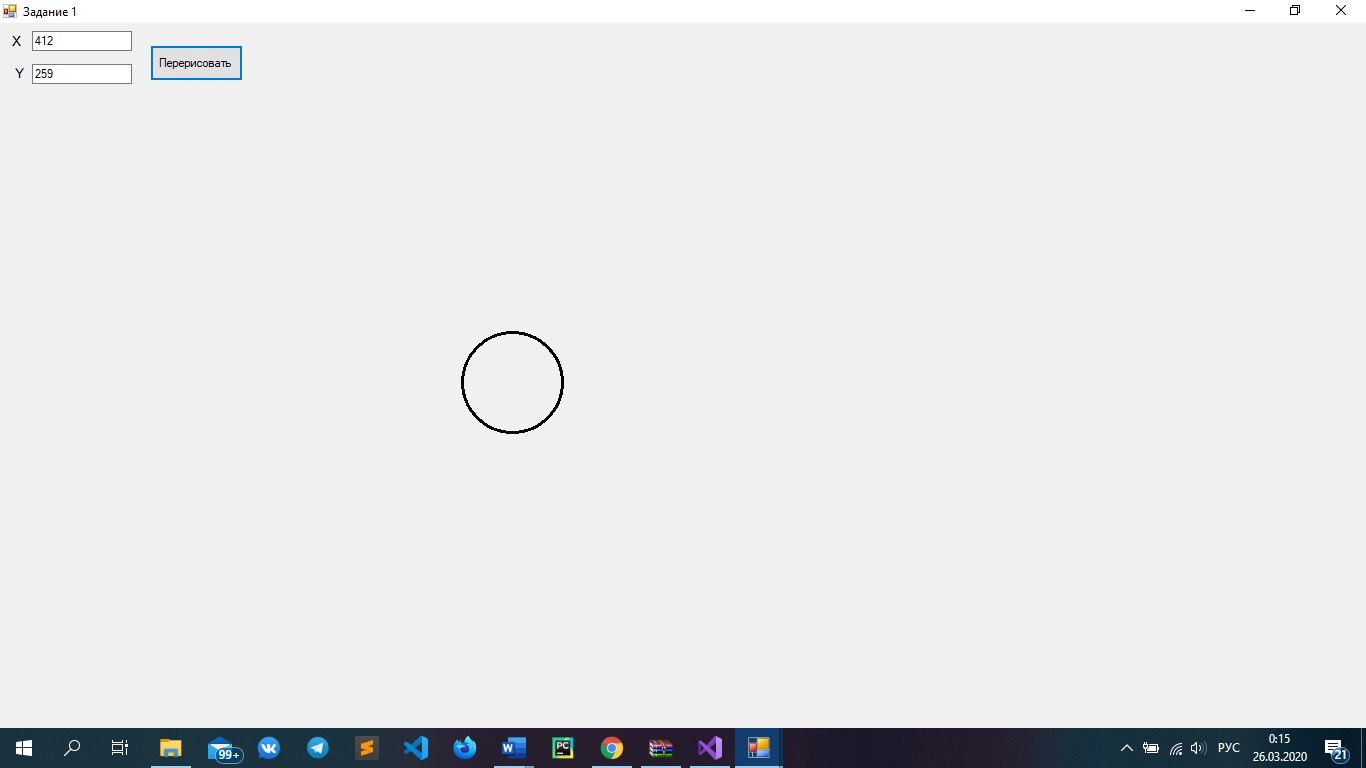 Задание 1
X 412
Y 259
Перерисовать
99+
W
PC
РУС
0:15
26.03.2020
21